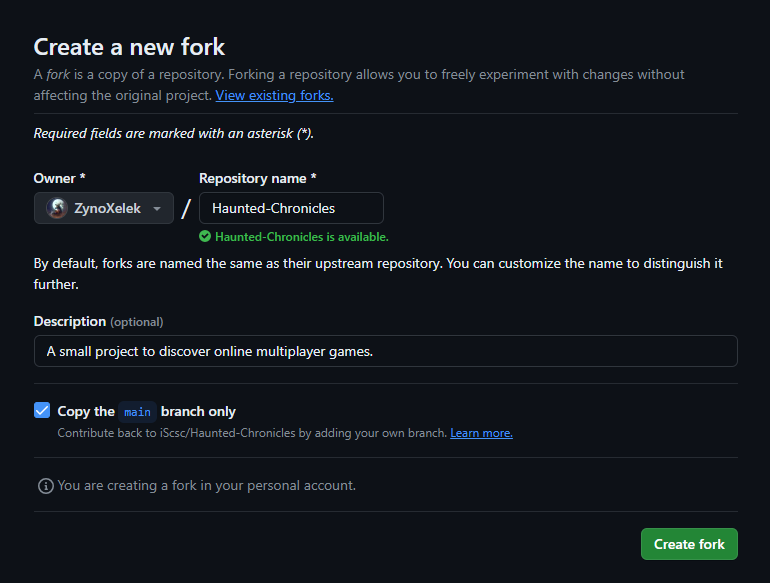 Create a new fork
A fork is a copy of a repository. Forking a repository allows you to freely experiment with changes without
affecting the original project. View existing forks.
Required fields are marked with an asterisk (*).
Owner * Repository name *
ZynoXelek / Haunted-Chronicles
Haunted-Chronicles is available.
By default, forks are named the same as their upstream repository. You can customize the name to distinguish it
further.
Description (optional)
A small project to discover online multiplayer games.
Copy the main branch only
Contribute back to iScsc/Haunted-Chronicles by adding your own branch. Learn more.
You are creating a fork in your personal account.
Create fork